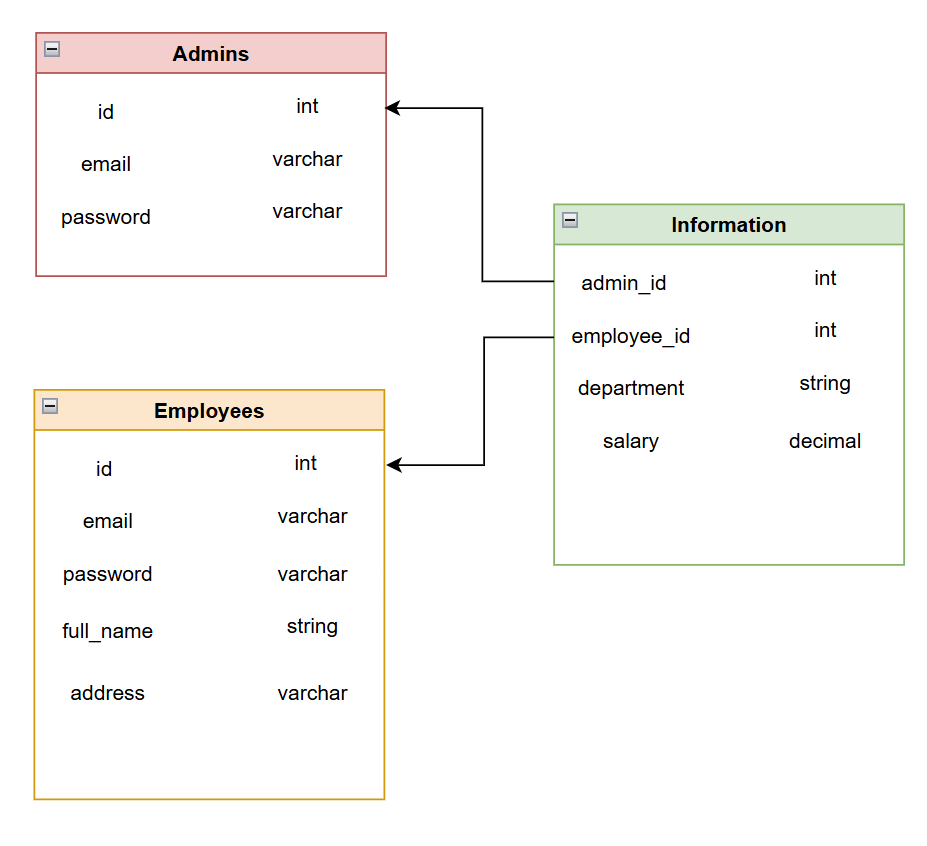 Admins
id int
email varchar
password varchar
Information
admin_id int
employee_id int
department string
salary decimal
Employees
id int
email varchar
password varchar
full_name string
address varchar